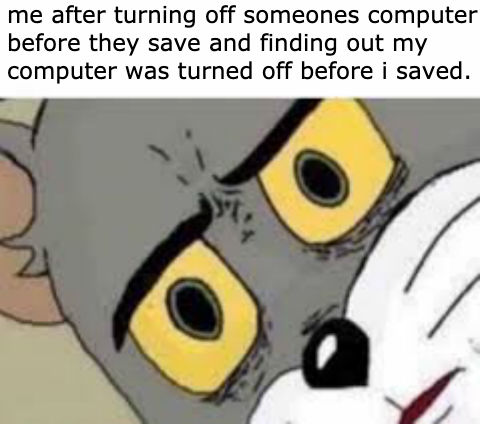 me after turning off someones computer
before they save and finding out my
computer was turned off before i saved.